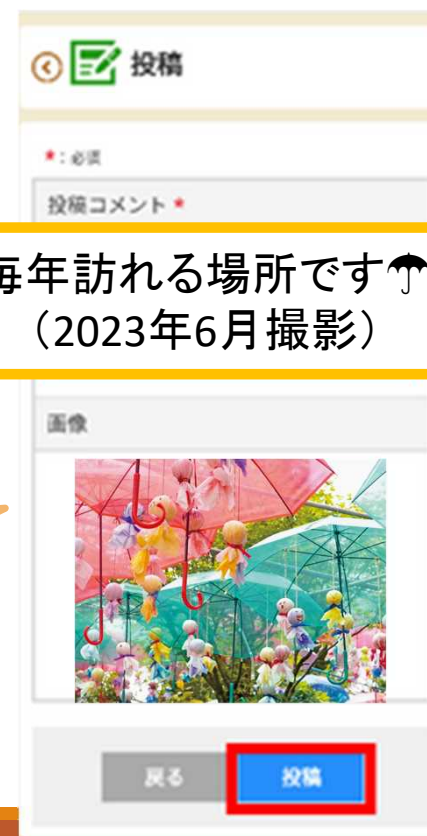 投稿
*：必須
投稿コメント *
毎年訪れる場所です☂
（2023年6月撮影）
画像
戻る
投稿